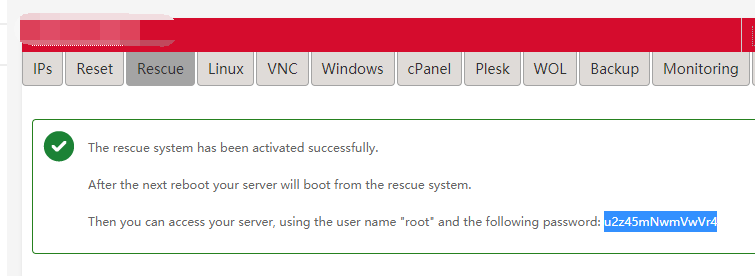 IPs Reset Rescue Linux VNC Windows cPanel Plesk WOL Backup Monitoring
The rescue system has been activated successfully.
After the next reboot your server will boot from the rescue system.
Then you can access your server, using the user name "root" and the following password: u2z45mNwmVwVr4